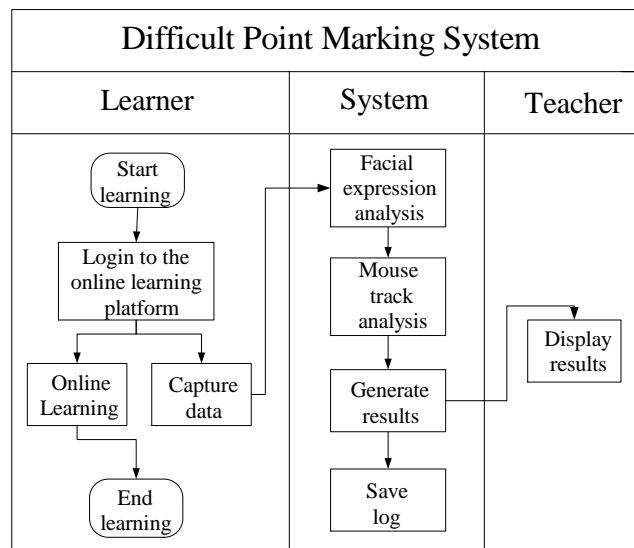 Difficult Point Marking System
Learner
System
Teacher
Start
learning
Login to the
online learning
platform
Online
Learning
Capture
data
End
learning
Facial
expression
analysis
Mouse
track
analysis
Generate
results
Save
log
Display
results